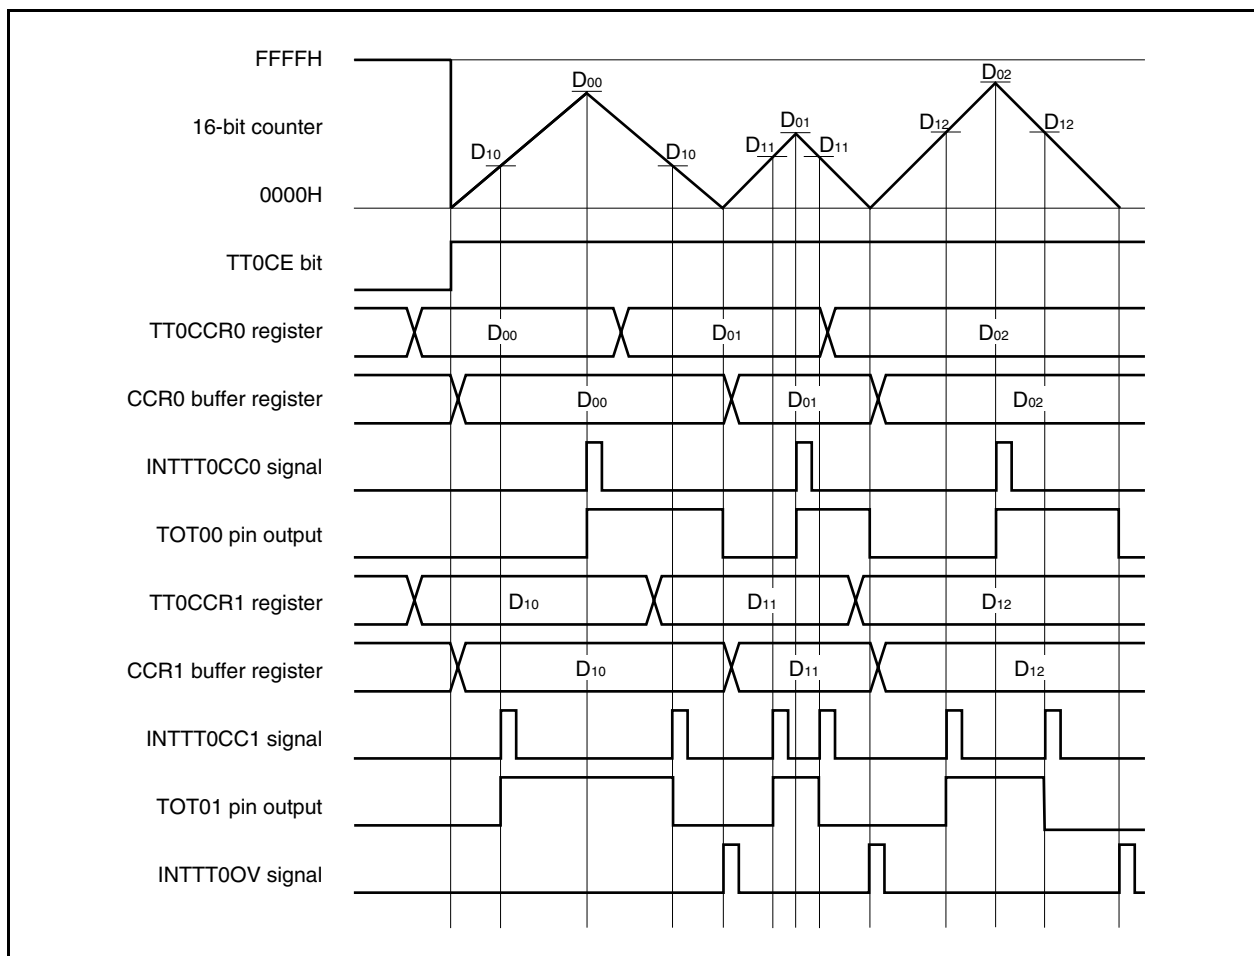 FFFFH
D00
D02
16-bit counter
D10
D10
D11
D01
D11
D12
D12
0000H
TT0CE bit
TT0CCR0 register
D00
D01
D02
CCR0 buffer register
D00
D01
D02
INTTT0CC0 signal
TOT00 pin output
TT0CCR1 register
D10
D11
D12
CCR1 buffer register
D10
D11
D12
INTTT0CC1 signal
TOT01 pin output
INTTT0OV signal